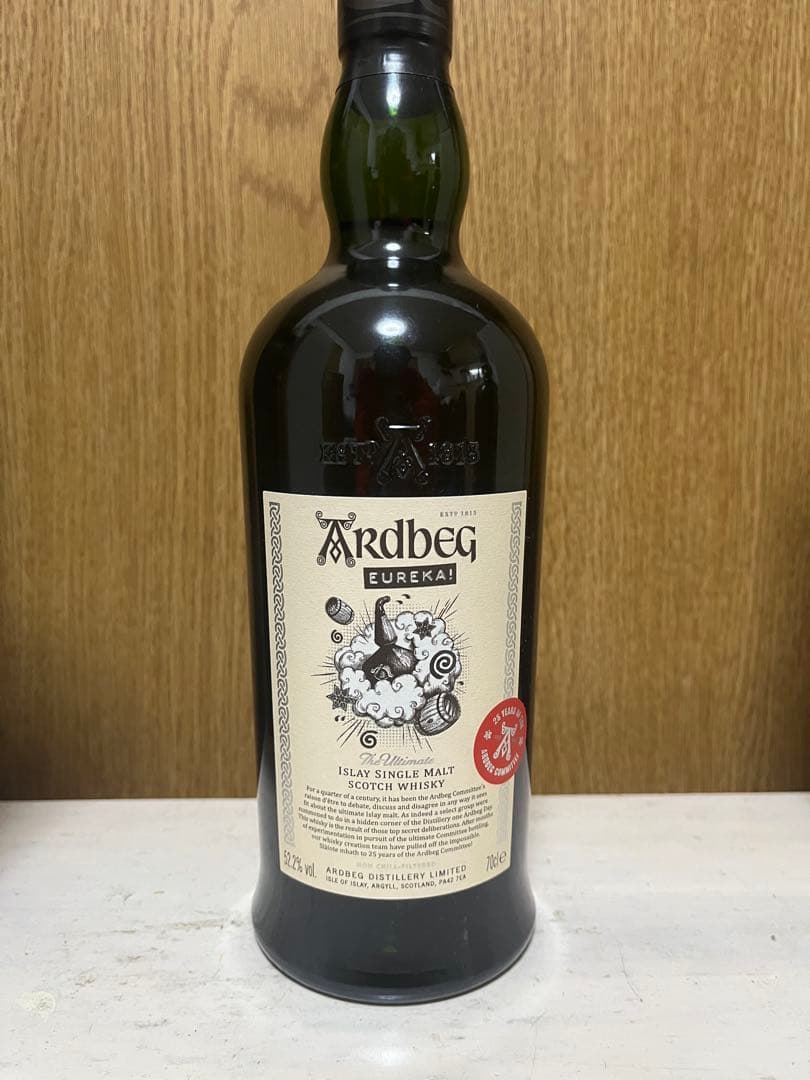 ESTD A 1815
ESTD 1815
ARDBEG
EUREKA!
The Ultimate
ISLAY SINGLE MALT
SCOTCH WHISKY
For a quarter of a century, it has been the Ardbeg Committee's
raison d'être to debate, discuss and disagree in any way it sees
fit about the ultimate Islay malt. As indeed a select group were
summoned to do in a hidden corner of the Distillery one Ardbeg Day.
This whisky is the result of those top secret deliberations. After months
of experimentation in pursuit of the ultimate Committee bottling,
our whisky creation team have pulled off the impossible.
Slàinte mhath to 25 years of the Ardbeg Committee!
NON CHILL-FILTERED
52.2% vol.
ARDBEG DISTILLERY LIMITED
ISLE OF ISLAY, ARGYLL, SCOTLAND, PA42 7EA
70cl e
25 YEARS OF THE
ARDBEG COMMITTEE